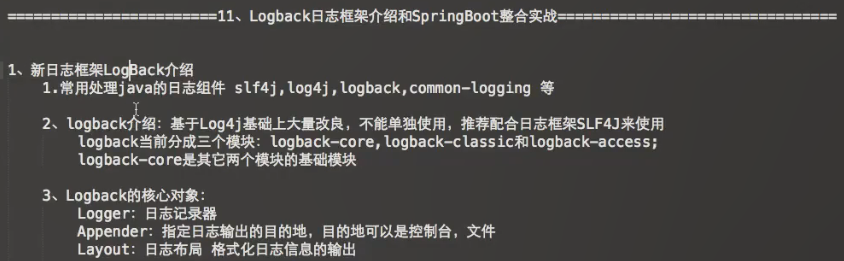 ========================11、Logback日志框架介绍和SpringBoot整合实战================================
1、新日志框架LogBack介绍
1.常用处理java的日志组件 slf4j,log4j,logback,common-logging 等
2、logback介绍：基于Log4j基础上大量改良，不能单独使用，推荐配合日志框架SLF4J来使用
logback当前分成三个模块：logback-core,logback-classic和logback-access;
logback-core是其它两个模块的基础模块
3、Logback的核心对象：
Logger：日志记录器
Appender：指定日志输出的目的地，目的地可以是控制台，文件
Layout：日志布局 格式化日志信息的输出